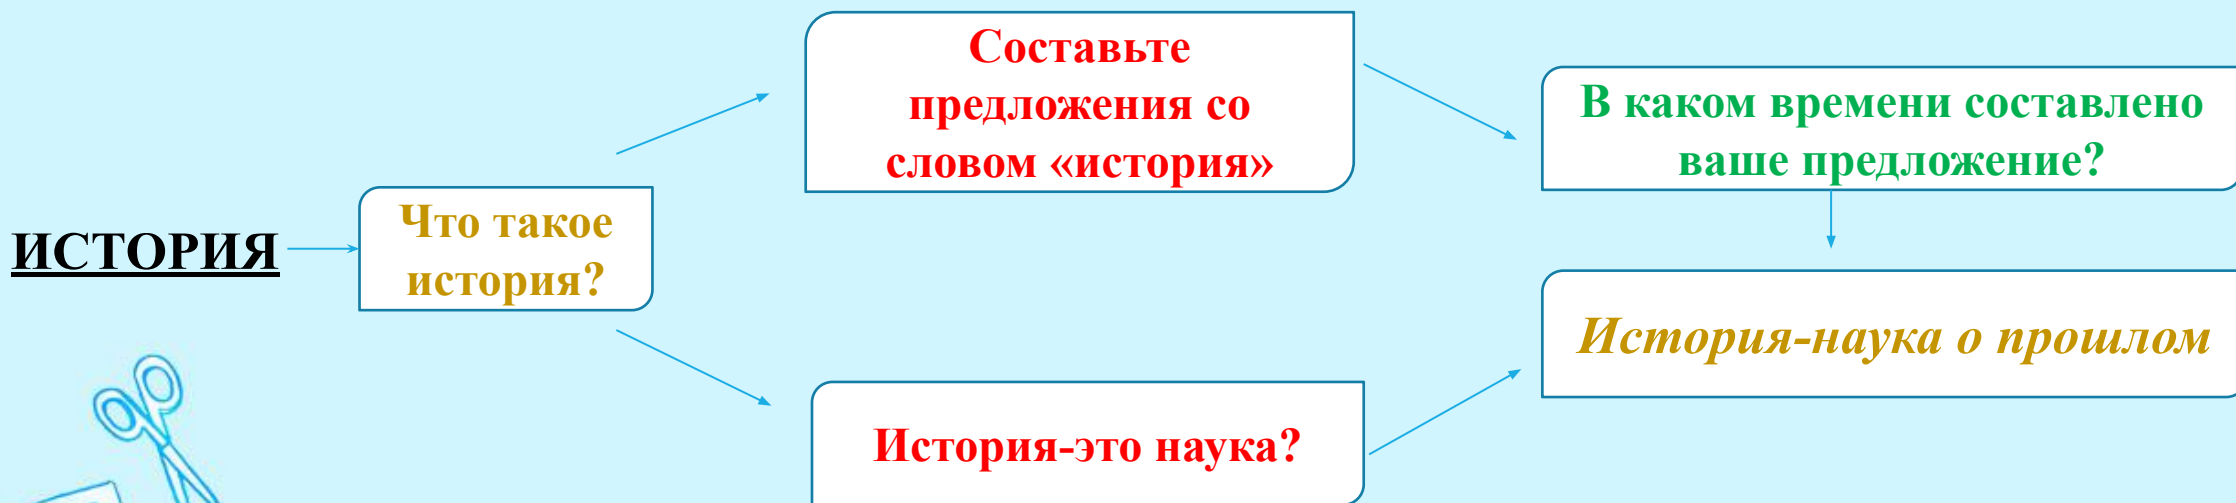 ИСТОРИЯ
Что такое
история?
Составьте
предложения со
словом «история»
В каком времени составлено
ваше предложение?
История-это наука?
История-наука о прошлом